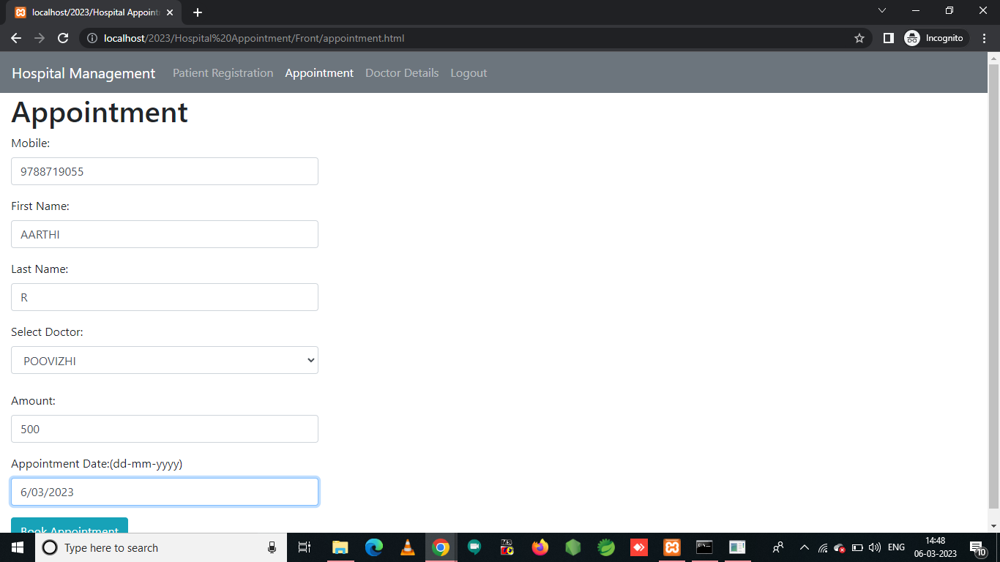 localhost/2023/Hospital Appoint
localhost/2023/Hospital%20Appointment/Front/appointment.html
Incognito
Hospital Management Patient Registration Appointment Doctor Details Logout
Appointment
Mobile:
9788719055
First Name:
AARTHI
Last Name:
R
Select Doctor:
POOVIZHI
Amount:
500
Appointment Date:(dd-mm-yyyy)
6/03/2023
Book Appointment
Type here to search
ENG
14:48
06-03-2023
10